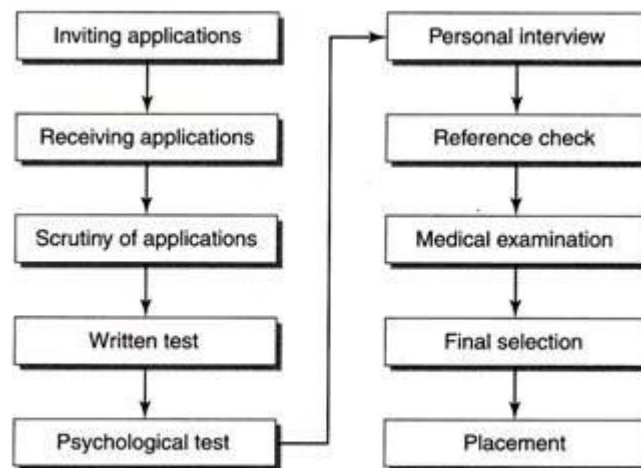 Inviting applications
Receiving applications
Scrutiny of applications
Written test
Psychological test
Personal interview
Reference check
Medical examination
Final selection
Placement